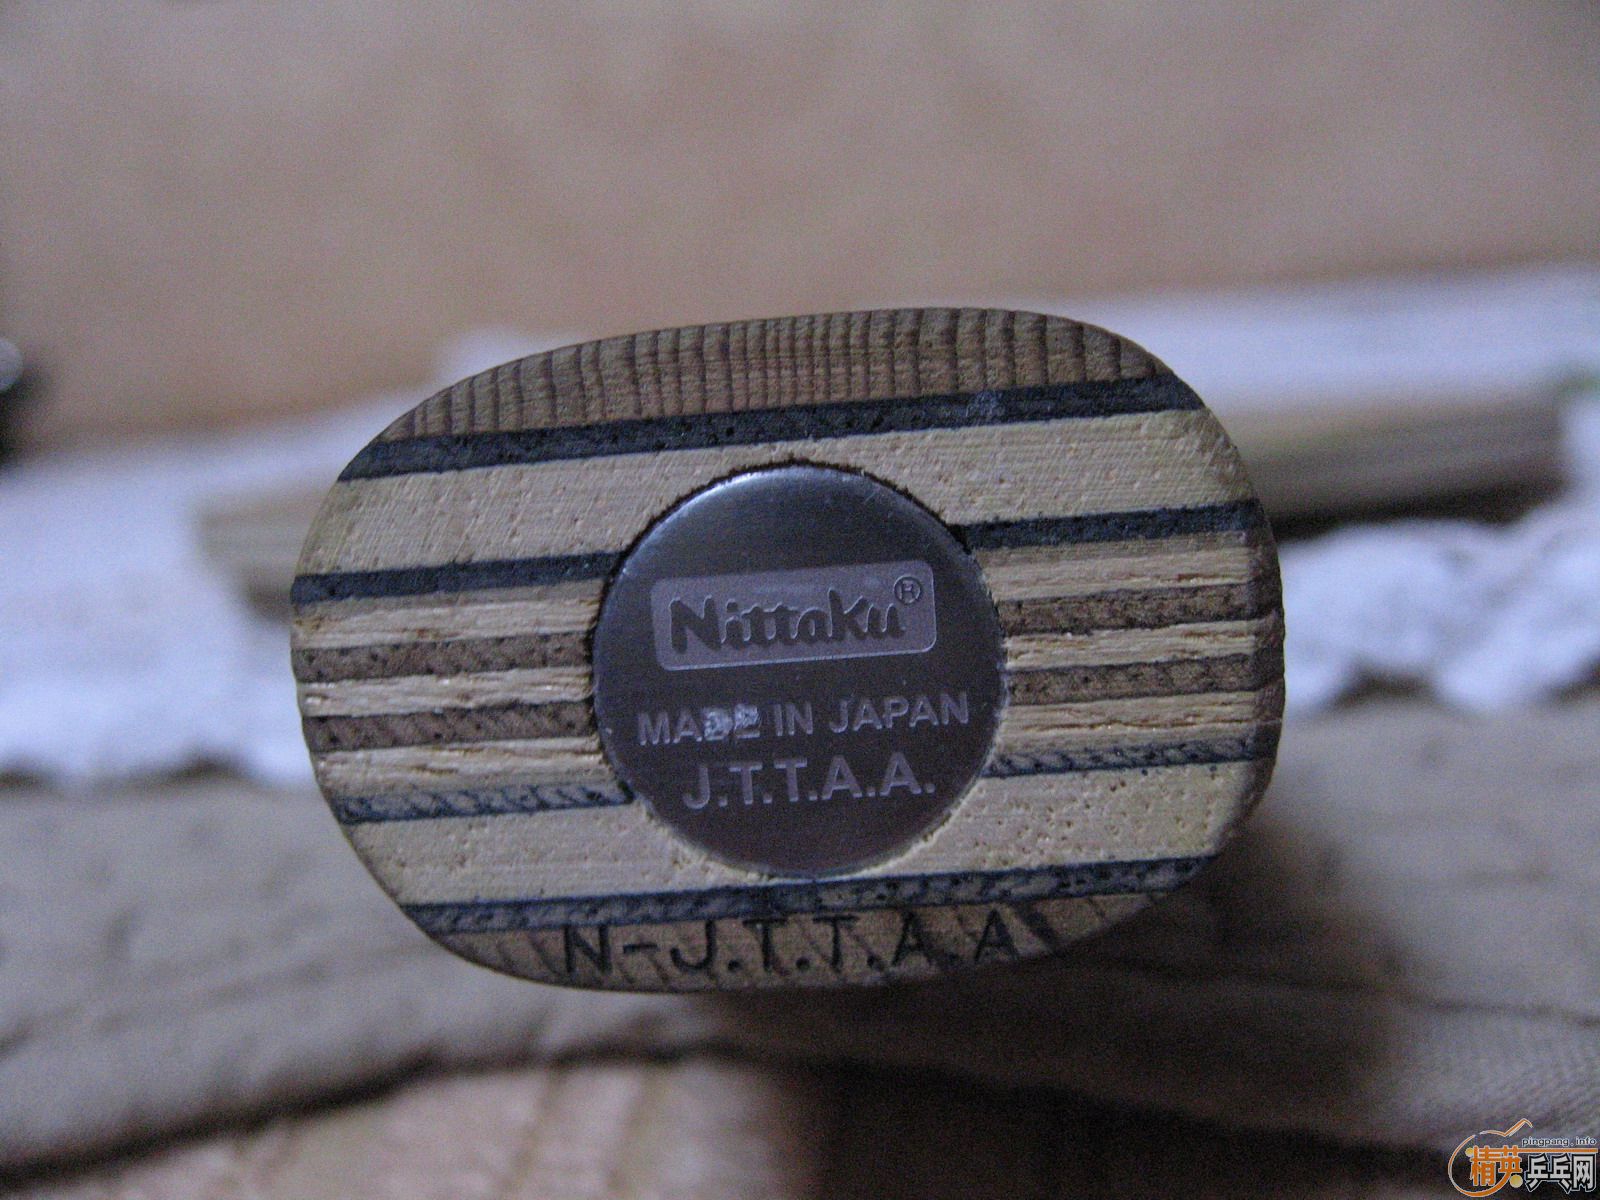 Nittaku®
MADE IN JAPAN
J.T.T.A.A.
N-J.T.T.A.A
pingpang.info
精英乒乓网